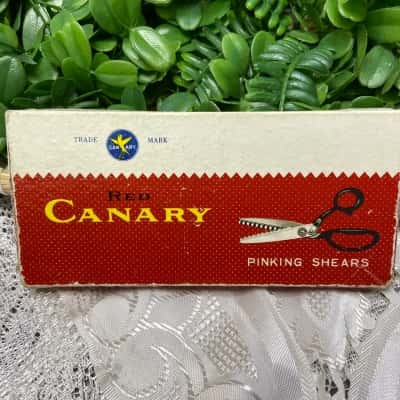 TRADE MARK
CANARY
RED
CANARY
PINKING SHEARS